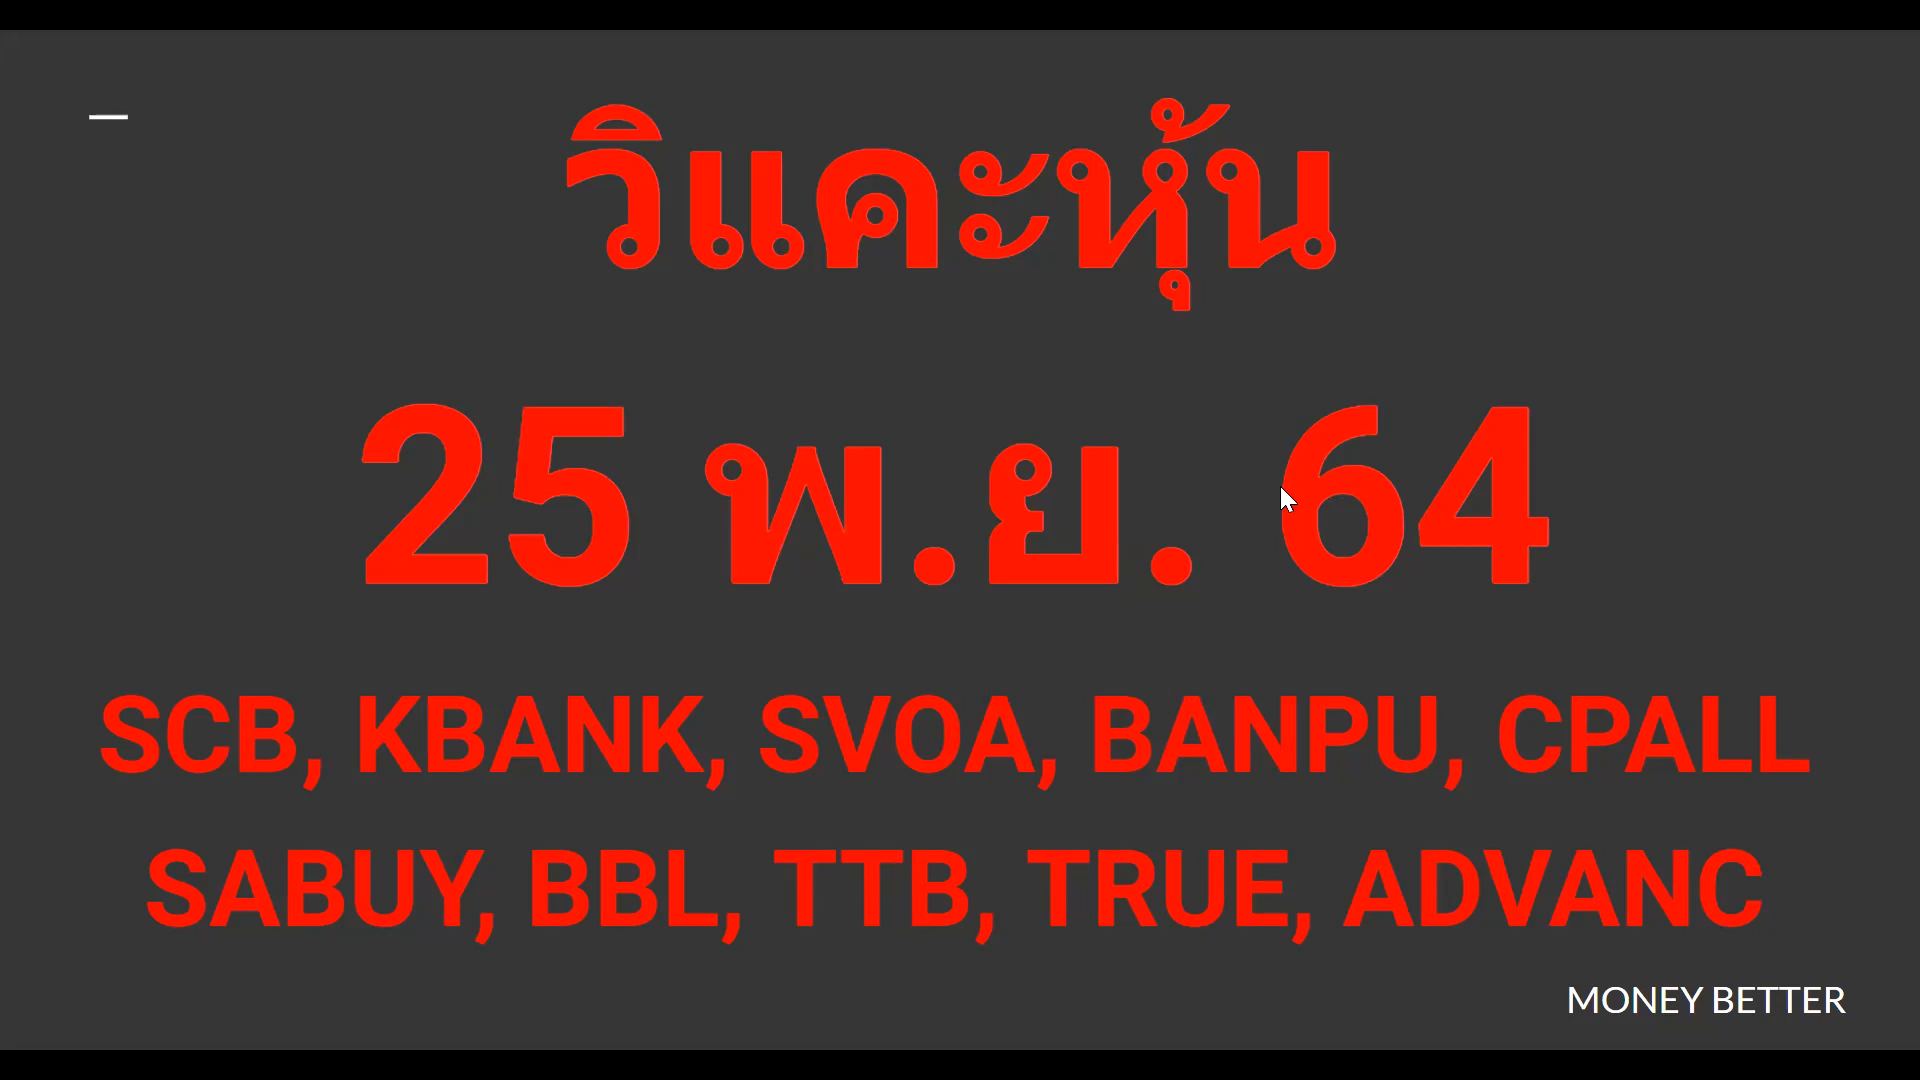 วิแคะหุ้น
25 พ.ย. 64
SCB, KBANK, SVOA, BANPU, CPALL
SABUY, BBL, TTB, TRUE, ADVANC
MONEY BETTER